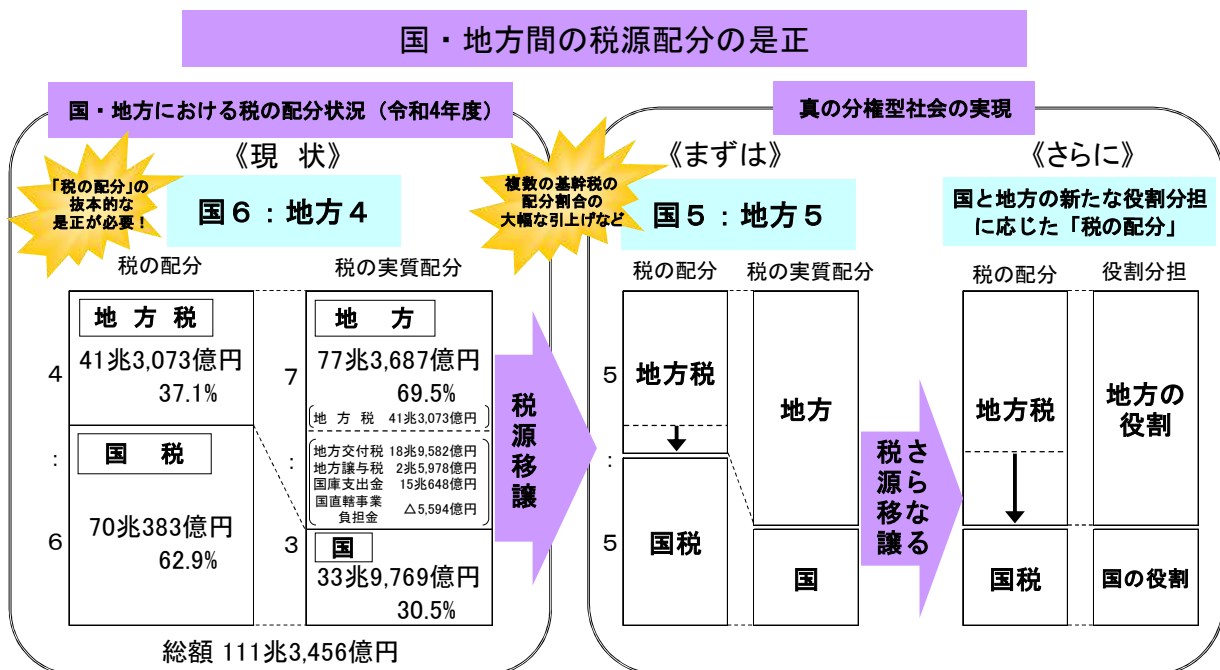 国・地方間の税源配分の是正
国・地方における税の配分状況（令和4年度）
《現　状》
「税の配分」の
抜本的な
是正が必要！
国６：地方４
税の配分
税の実質配分
4
:
6
地 方 税
41兆3,073億円
37.1%
国　税
70兆383億円
62.9%
7
:
3
地　方
77兆3,687億円
69.5%
地 方 税 41兆3,073億円
地方交付税 18兆9,582億円
地方譲与税 2兆5,978億円
国庫支出金 15兆648億円
国直轄事業
負担金
△5,594億円
国
33兆9,769億円
30.5%
総額 111兆3,456億円
税源移譲
真の分権型社会の実現
《まずは》
複数の基幹税の
配分割合の
大幅な引上げなど
国５：地方５
税の配分
税の実質配分
5
:
5
地方税
国税
地方
国
さらなる
税源移譲
《さらに》
国と地方の新たな役割分担
に応じた「税の配分」
税の配分
役割分担
地方税
国税
地方の
役割
国の役割